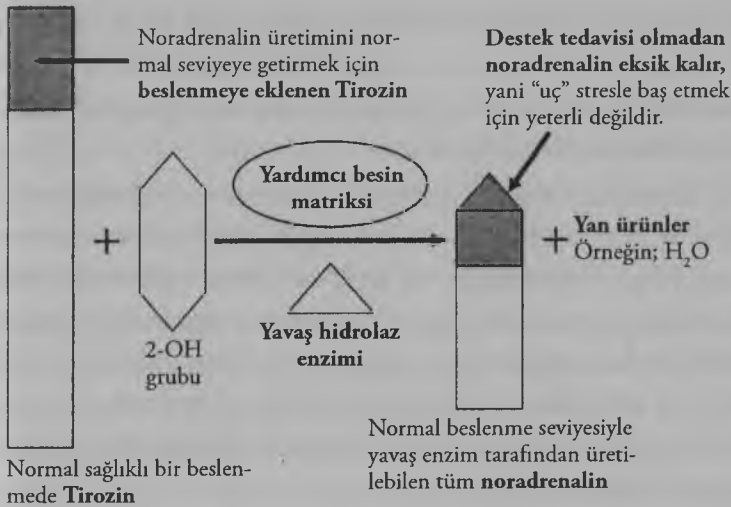 Noradrenalin üretimini nor-
mal seviyeye getirmek için
beslenmeye eklenen Tirozin
Destek tedavisi olmadan
noradrenalin eksik kalır,
yani “uç” stresle baş etmek
için yeterli değildir.
Yardımcı besin
matriksi
+
+ Yan ürünler
Örneğin; H₂O
2-OH
grubu
Yavaş hidrolaz
enzimi
Normal sağlıklı bir beslen-
mede Tirozin
Normal beslenme seviyesiyle
yavaş enzim tarafından üreti-
lebilen tüm noradrenalin